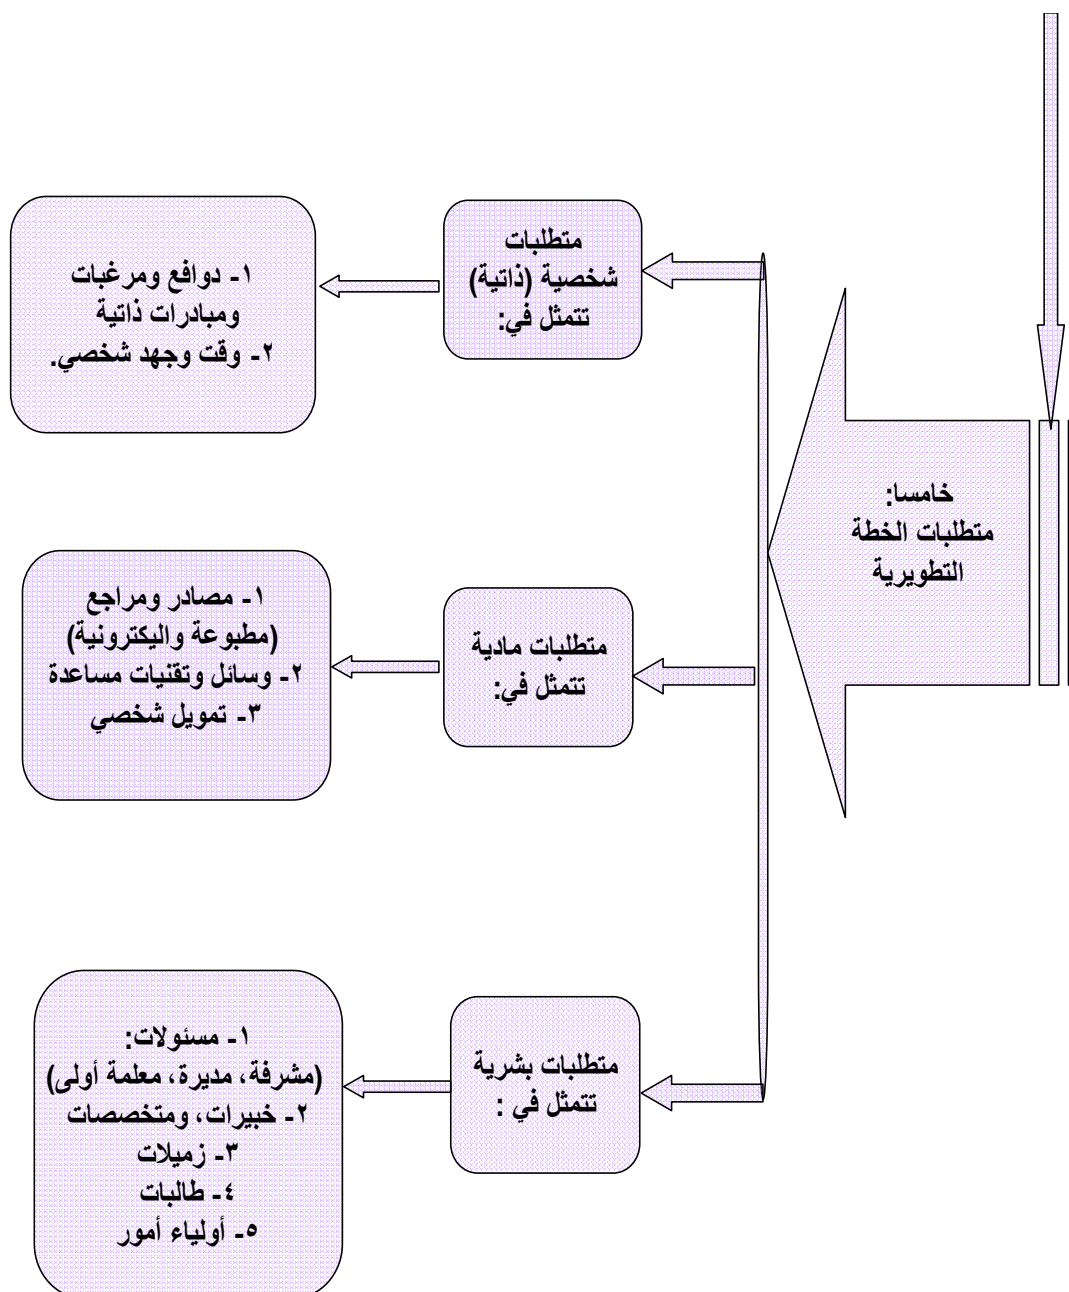 خامسا:
متطلبات الخطة
التطويرية
متطلبات
شخصية (ذاتية)
تتمثل في:
١- دوافع ومرغبات
ومبادرات ذاتية
٢- وقت وجهد شخصي.
متطلبات مادية
تتمثل في:
١- مصادر ومراجع
(مطبوعة واليكترونية)
٢- وسائل وتقنيات مساعدة
٣- تمويل شخصي
متطلبات بشرية
تتمثل في :
١- مسئولات:
(مشرفة، مديرة، معلمة أولى)
٢- خبيرات، ومتخصصات
٣- زميلات
٤- طالبات
٥- أولياء أمور